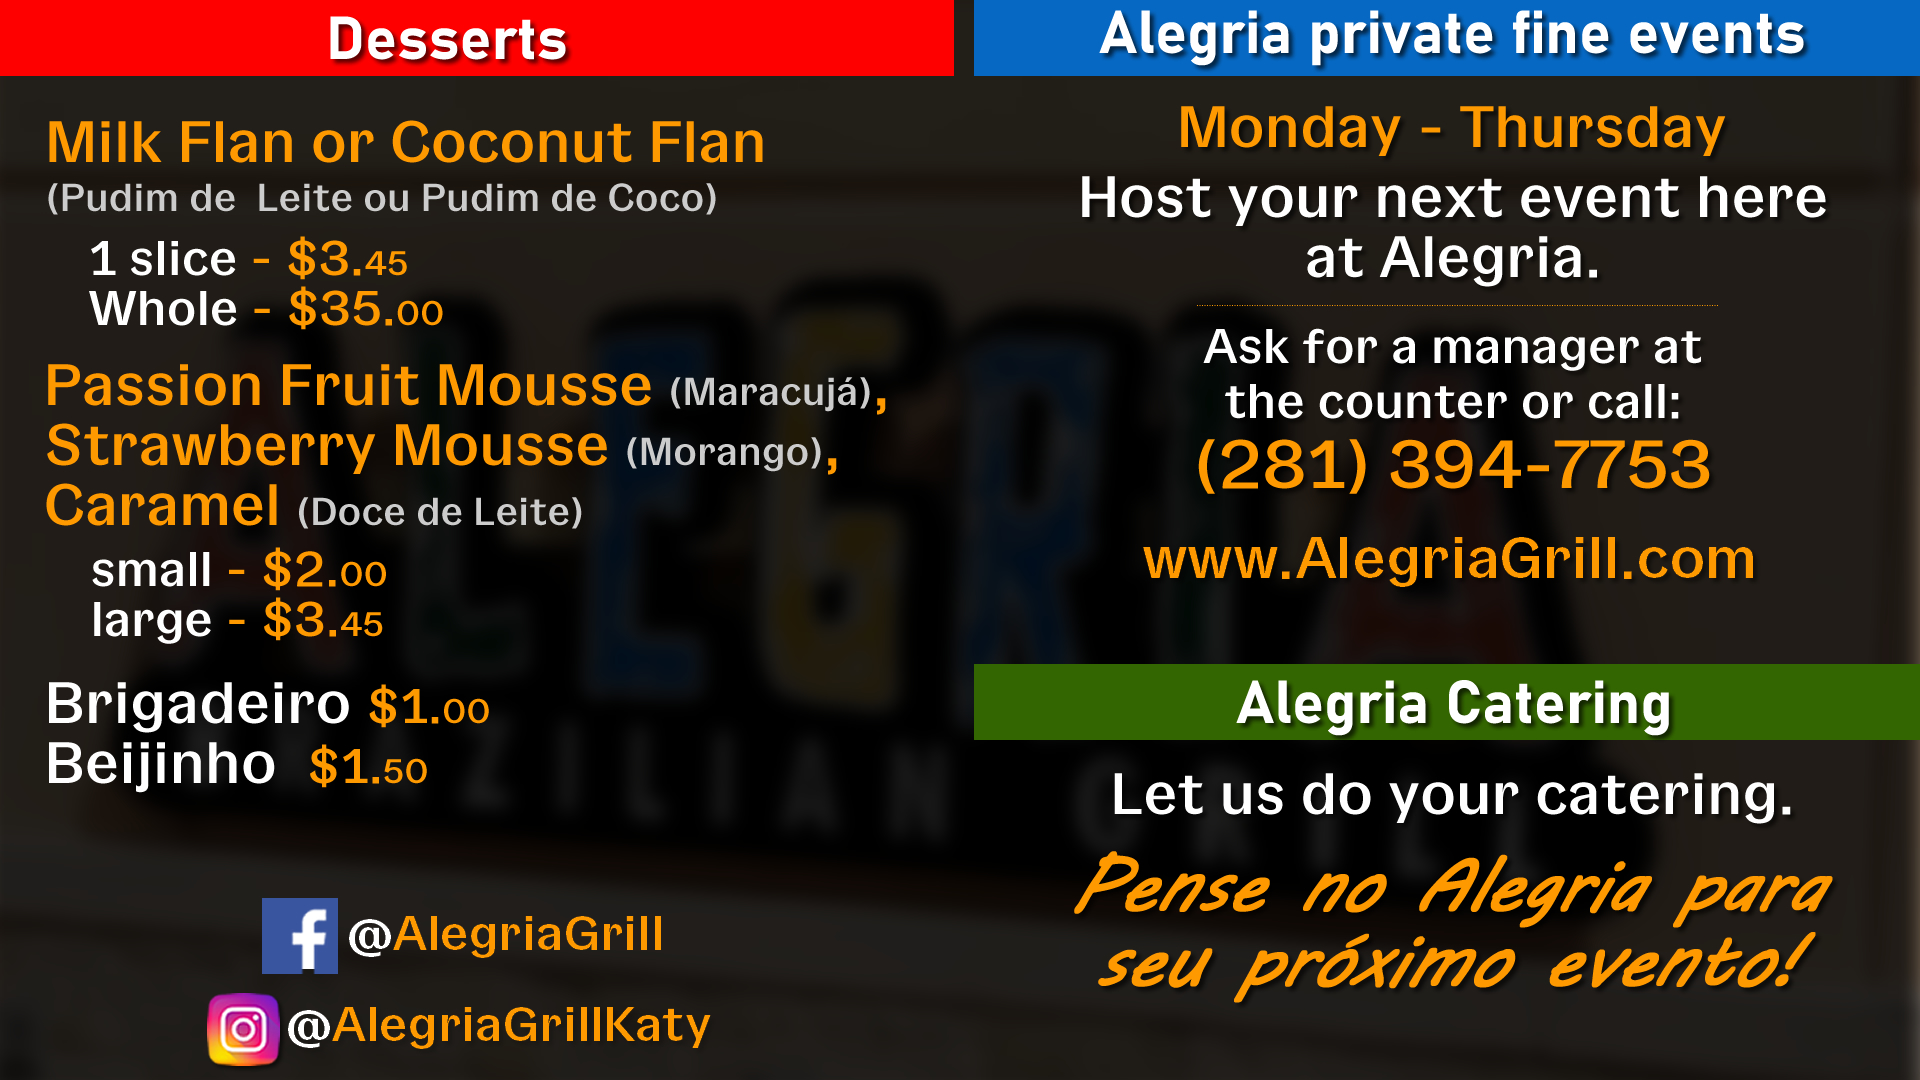 Desserts
Milk Flan or Coconut Flan
(Pudim de Leite ou Pudim de Coco)
1 slice - $3.45
Whole - $35.00
Passion Fruit Mousse (Maracujá),
Strawberry Mousse (Morango),
Caramel (Doce de Leite)
small - $2.00
large - $3.45
Brigadeiro $1.00
Beijinho $1.50
@AlegriaGrill
@AlegriaGrillKaty
Alegria private fine events
Monday - Thursday
Host your next event here
at Alegria.
Ask for a manager at
the counter or call:
(281) 394-7753
www.AlegriaGrill.com
Alegria Catering
Let us do your catering.
Pense no Alegria para
seu próximo evento!
ALEGRIA
BRAZILIAN GRILL